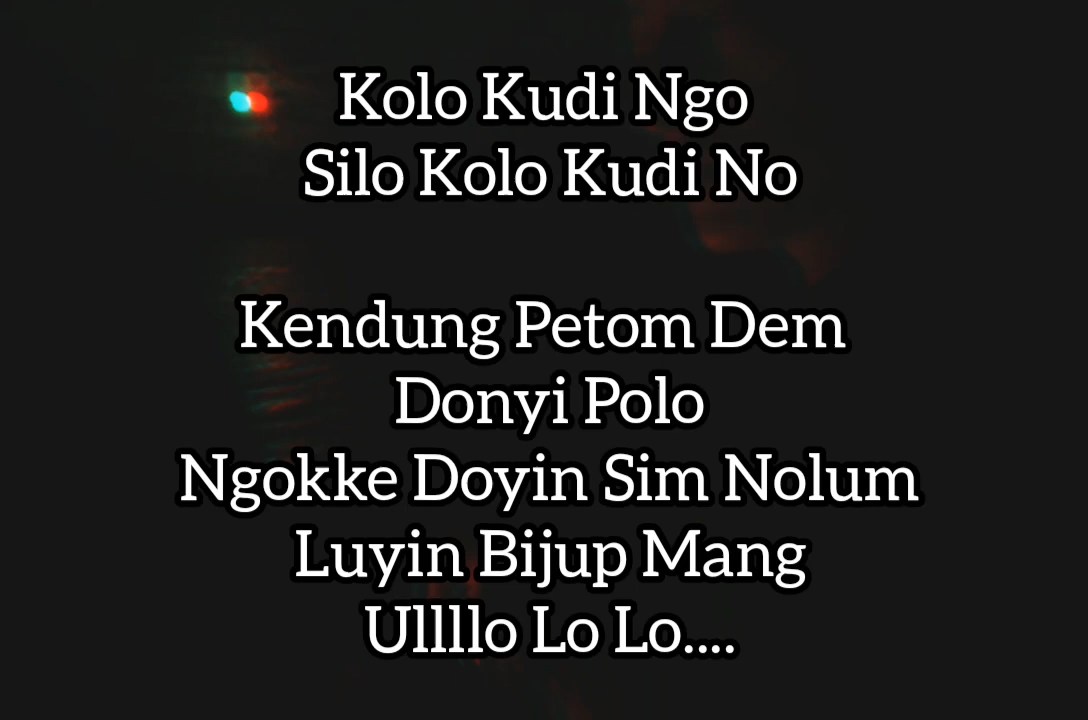 Kolo Kudi Ngo
Silo Kolo Kudi No
Kendung Petom Dem
Donyi Polo
Ngokke Doyin Sim Nolum
Luyin Bijup Mang
Ullllo Lo Lo....